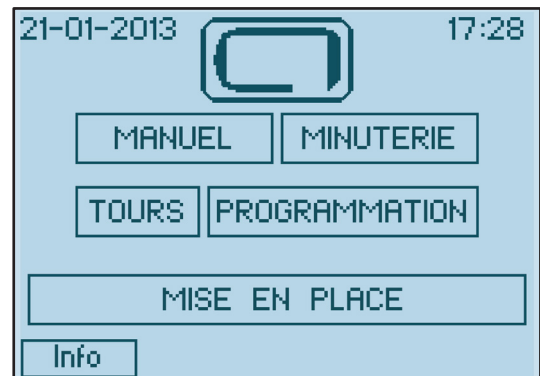 21-01-2013 17:28
MANUEL MINUTERIE
TOURS PROGRAMMATION
MISE EN PLACE
Info